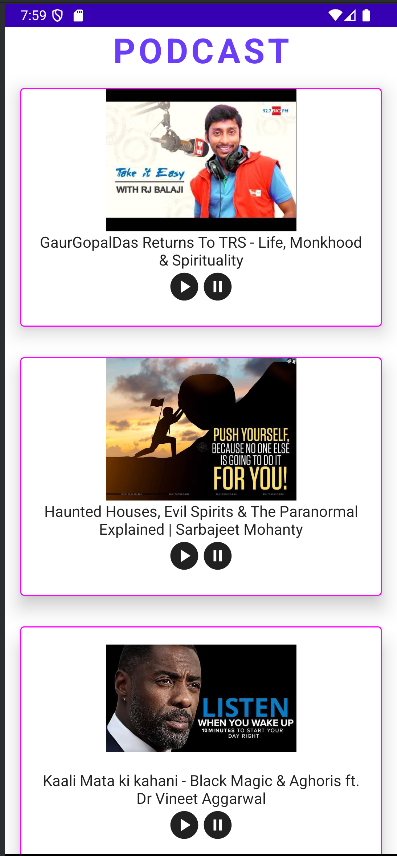 7:59
PODCAST
Take it Easy
WITH RJ BALAJI
GaurGopalDas Returns To TRS - Life, Monkhood
& Spirituality
PUSH YOURSELF,
BECAUSE NO ONE ELSE
IS GOING TO DO IT
FOR YOU!
Haunted Houses, Evil Spirits & The Paranormal
Explained | Sarbajeet Mohanty
LISTEN
WHEN YOU WAKE UP
10 MINUTES TO START YOUR
DAY RIGHT
Kaali Mata ki kahani - Black Magic & Aghoris ft.
Dr Vineet Aggarwal